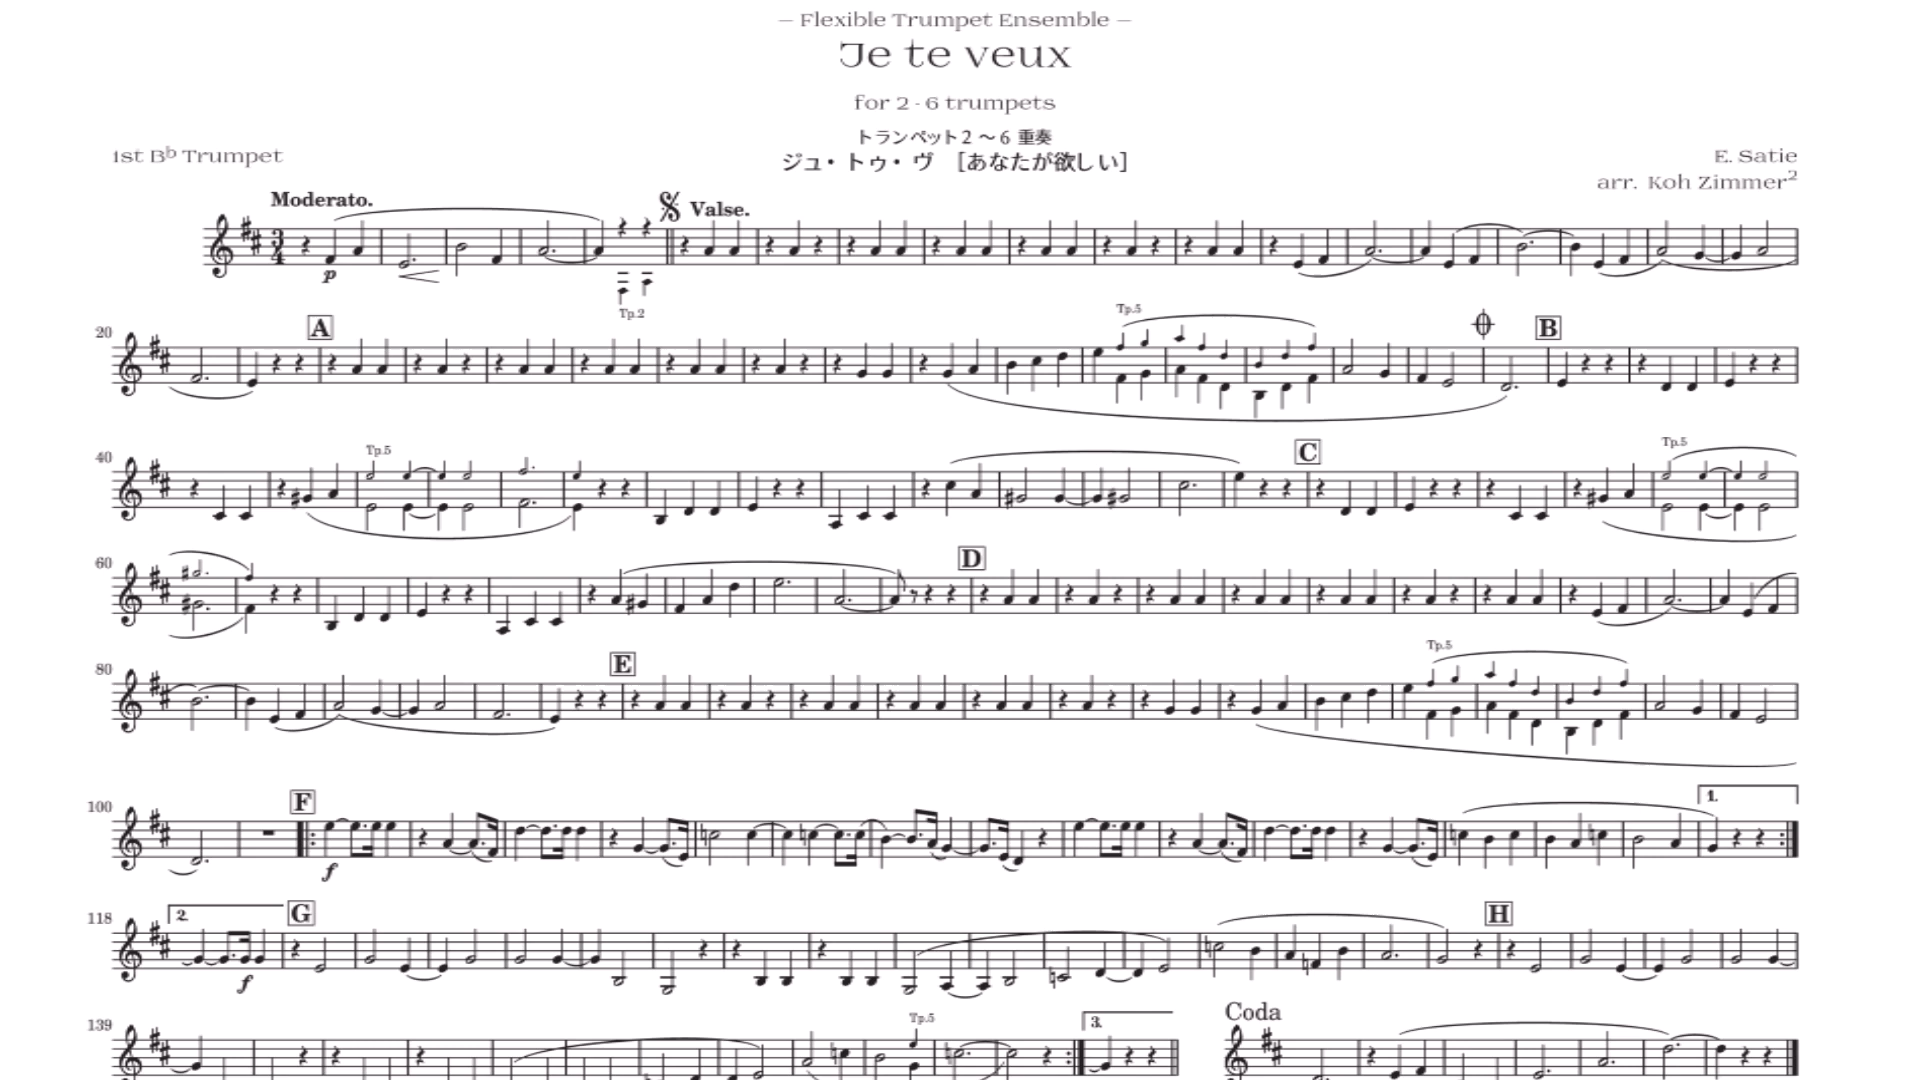 — Flexible Trumpet Ensemble —
Je te veux
for 2 - 6 trumpets
トランペット2 〜 6 重奏
ジュ・トゥ・ヴ ［あなたが欲しい］
1st B♭ Trumpet
E. Satie
arr. Koh Zimmer²
Moderato.
Valse.
3
4
p
Tp.2
20
A
Tp.5
B
40
Tp.5
C
Tp.5
60
D
80
E
Tp.5
100
F
1.
f
118
2.
G
H
f
139
Tp.5
3.
Coda